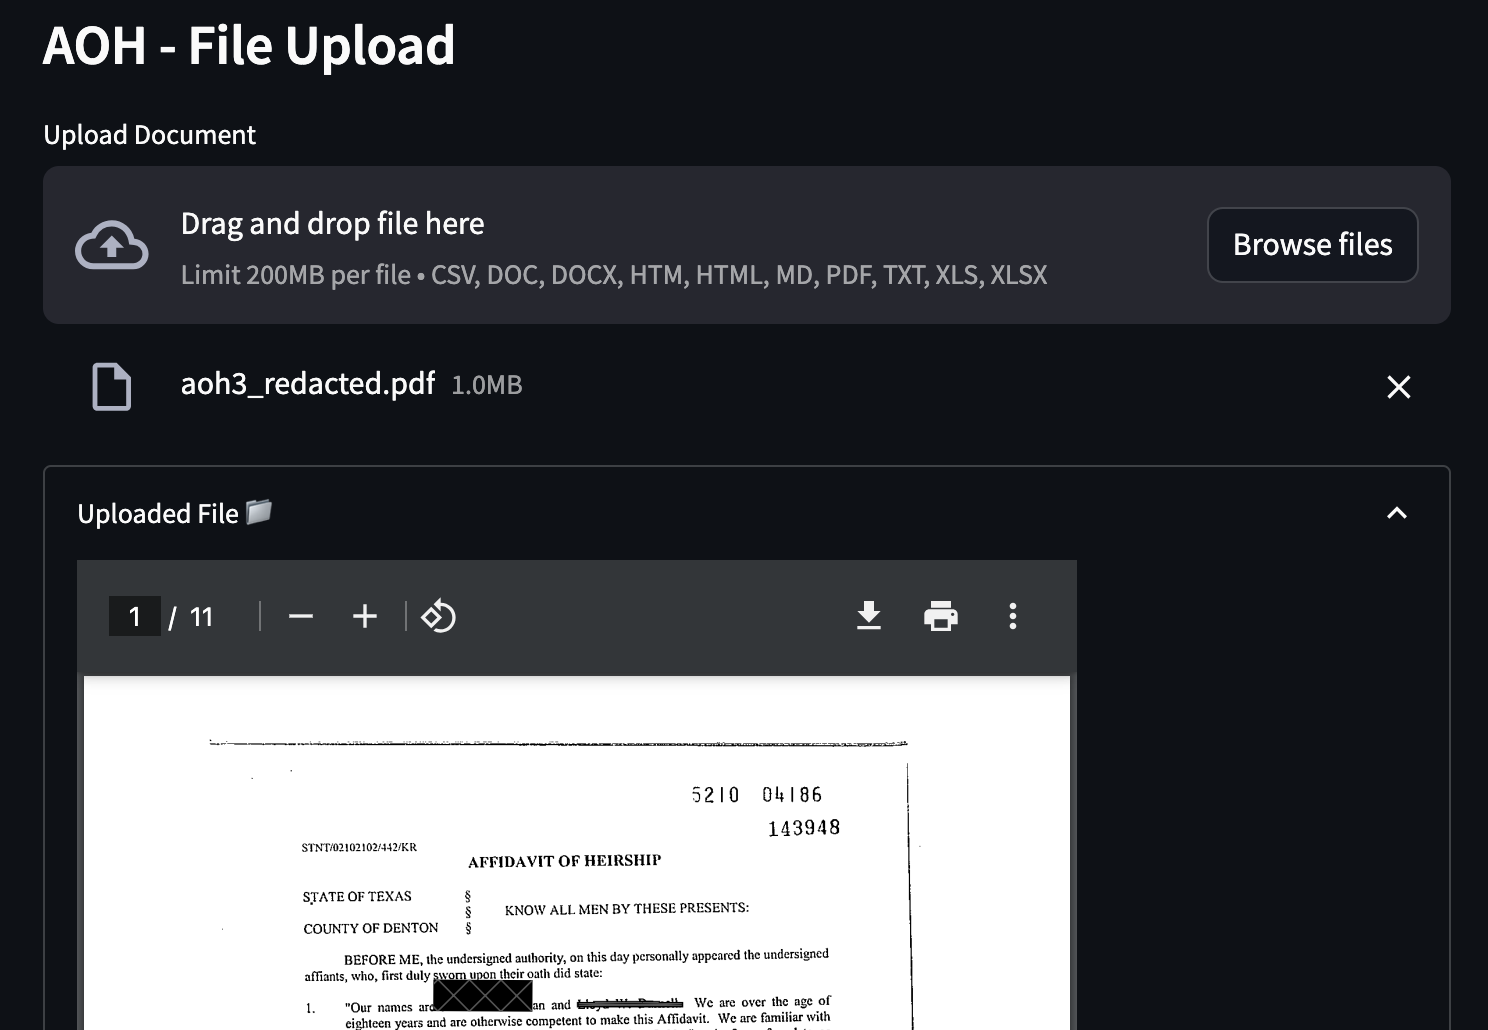 AOH - File Upload
Upload Document
Drag and drop file here
Limit 200MB per file • CSV, DOC, DOCX, HTM, HTML, MD, PDF, TXT, XLS, XLSX
Browse files
aoh3_redacted.pdf 1.0MB
Uploaded File
1 / 11
5210 04186
143948
STNT/02102102/442/KR
AFFIDAVIT OF HEIRSHIP
STATE OF TEXAS §
§ KNOW ALL MEN BY THESE PRESENTS:
COUNTY OF DENTON §
BEFORE ME, the undersigned authority, on this day personally appeared the undersigned
affiants, who, first duly sworn upon their oath did state:
1. "Our names are an and We are over the age of
eighteen years and are otherwise competent to make this Affidavit. We are familiar with